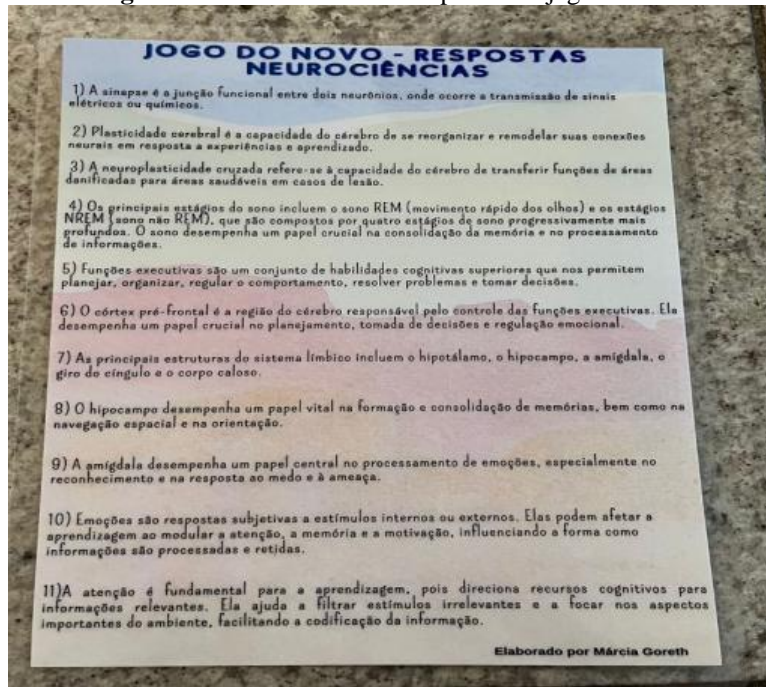 JOGO DO NOVO - RESPOSTAS
NEUROCIÊNCIAS
1) A sinapse é a junção funcional entre dois neurônios, onde ocorre a transmissão de sinais
elétricos ou químicos.
2) Plasticidade cerebral é a capacidade do cérebro de se reorganizar e remodelar suas conexões
neurais em resposta a experiências e aprendizado.
3) A neuroplasticidade cruzada refere-se à capacidade do cérebro de transferir funções de áreas
danificadas para áreas saudáveis em casos de lesão.
4) Os principais estágios do sono incluem o sono REM (movimento rápido dos olhos) e os estágios
NREM (sono não REM), que são compostos por quatro estágios de sono progressivamente mais
profundos. O sono desempenha um papel crucial na consolidação da memória e no processamento
de informações.
5) Funções executivas são um conjunto de habilidades cognitivas superiores que nos permitem
planejar, organizar, regular o comportamento, resolver problemas e tomar decisões.
6) O córtex pré-frontal é a região do cérebro responsável pelo controle das funções executivas. Ela
desempenha um papel crucial no planejamento, tomada de decisões e regulação emocional.
7) As principais estruturas do sistema límbico incluem o hipotálamo, o hipocampo, a amígdala, o
giro do cíngulo e o corpo caloso.
8) O hipocampo desempenha um papel vital na formação e consolidação de memórias, bem como na
navegação espacial e na orientação.
9) A amígdala desempenha um papel central no processamento de emoções, especialmente no
reconhecimento e na resposta ao medo e à ameaça.
10) Emoções são respostas subjetivas a estímulos internos ou externos. Elas podem afetar a
aprendizagem ao modular a atenção, a memória e a motivação, influenciando a forma como
informações são processadas e retidas.
11)A atenção é fundamental para a aprendizagem, pois direciona recursos cognitivos para
informações relevantes. Ela ajuda a filtrar estímulos irrelevantes e a focar nos aspectos
importantes do ambiente, facilitando a codificação da informação.
Elaborado por Márcia Goreth